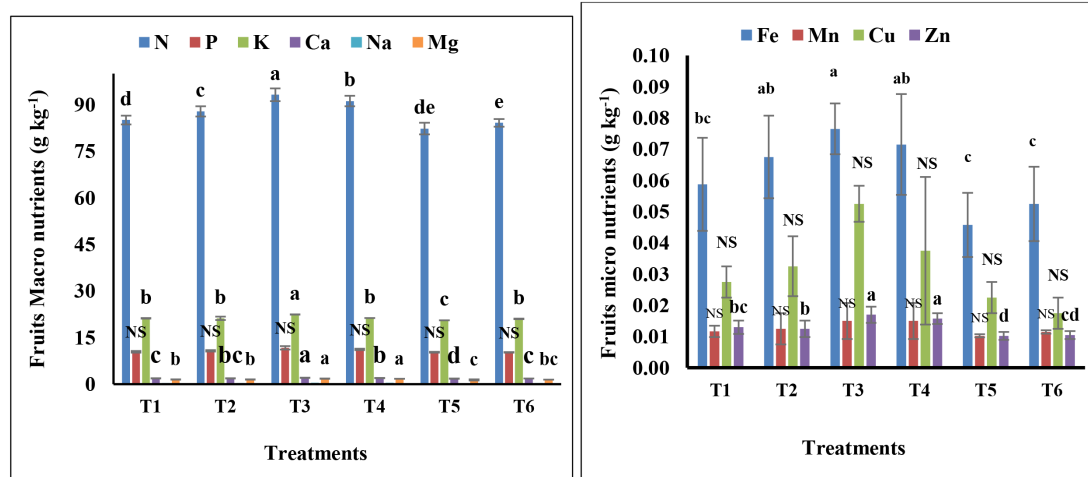 N P K Ca Na Mg
Fruits Macro nutrients (g kg-1)
90
75
60
45
30
15
0
d c a b de e
b b a b c b
NS NS NS NS NS NS
c bc a b d c
b b a a c bc
T1 T2 T3 T4 T5 T6
Treatments
Fe Mn Cu Zn
Fruits micro nutrients (g kg-1)
0.10
0.09
0.08
0.07
0.06
0.05
0.04
0.03
0.02
0.01
0.00
bc ab a ab c c
NS NS NS NS NS NS
NS NS NS NS NS NS
bc b a a d cd
T1 T2 T3 T4 T5 T6
Treatments